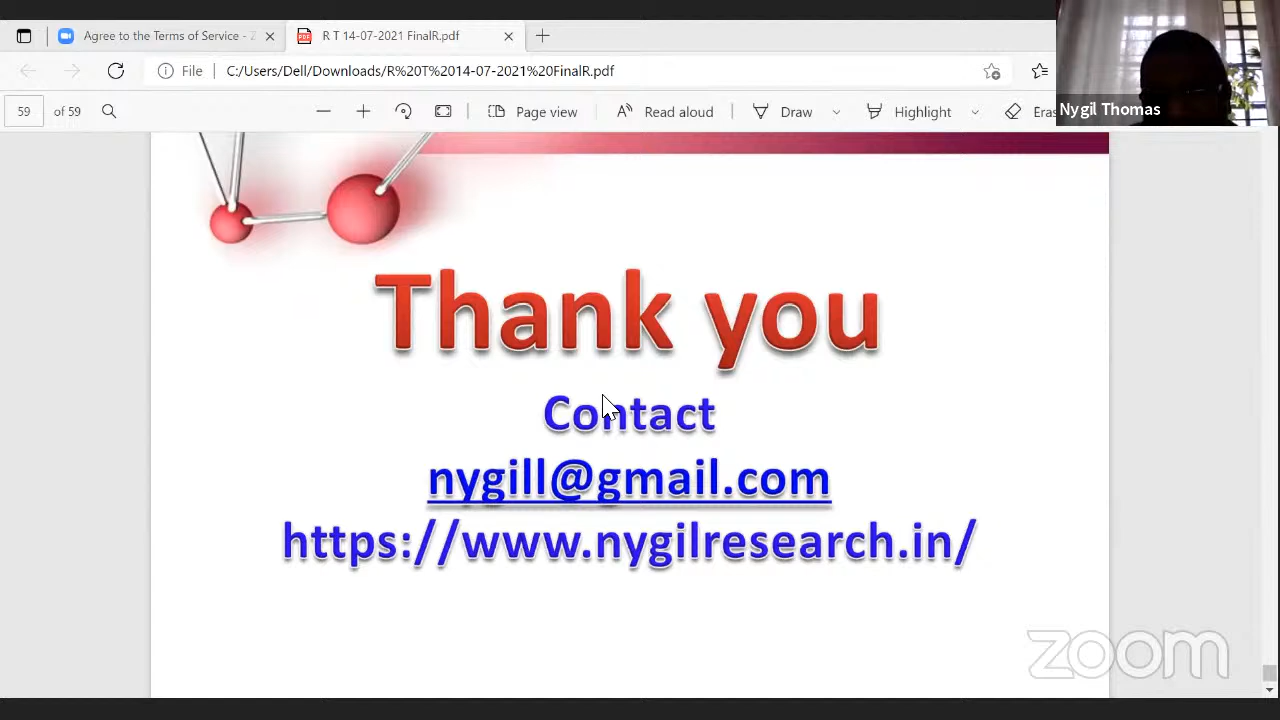 Agree to the Terms of Service - Z
R T 14-07-2021 FinalR.pdf
File
C:/Users/Dell/Downloads/R%20T%2014-07-2021%20FinalR.pdf
Nygil Thomas
59 of 59
Page view
Read aloud
Draw
Highlight
Eras
Thank you
Contact
nygill@gmail.com
https://www.nygilresearch.in/
zoom